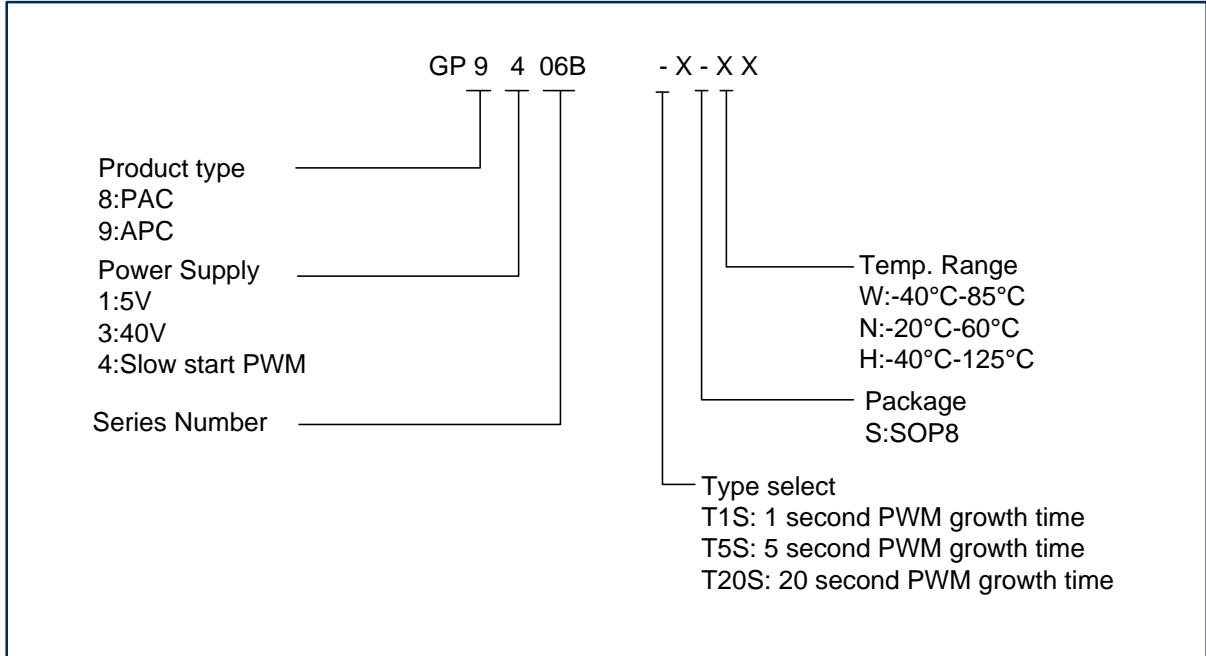 GP 9 4 06B - X - X X
Product type
8:PAC
9:APC
Power Supply
1:5V
3:40V
4:Slow start PWM
Series Number
Temp. Range
W:-40°C-85°C
N:-20°C-60°C
H:-40°C-125°C
Package
S:SOP8
Type select
T1S: 1 second PWM growth time
T5S: 5 second PWM growth time
T20S: 20 second PWM growth time